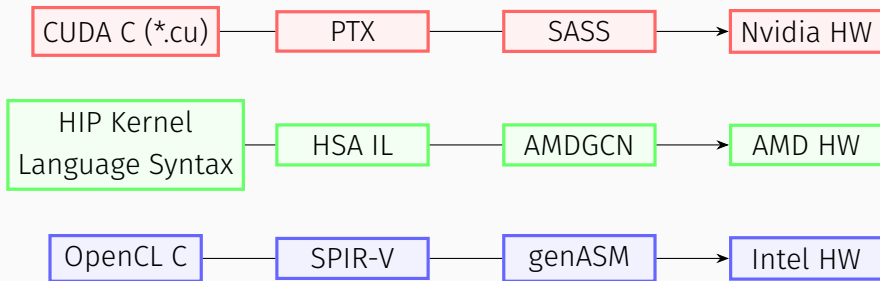 CUDA C (*.cu)
PTX
SASS
Nvidia HW
HIP Kernel
Language Syntax
HSA IL
AMDGCN
AMD HW
OpenCL C
SPIR-V
genASM
Intel HW